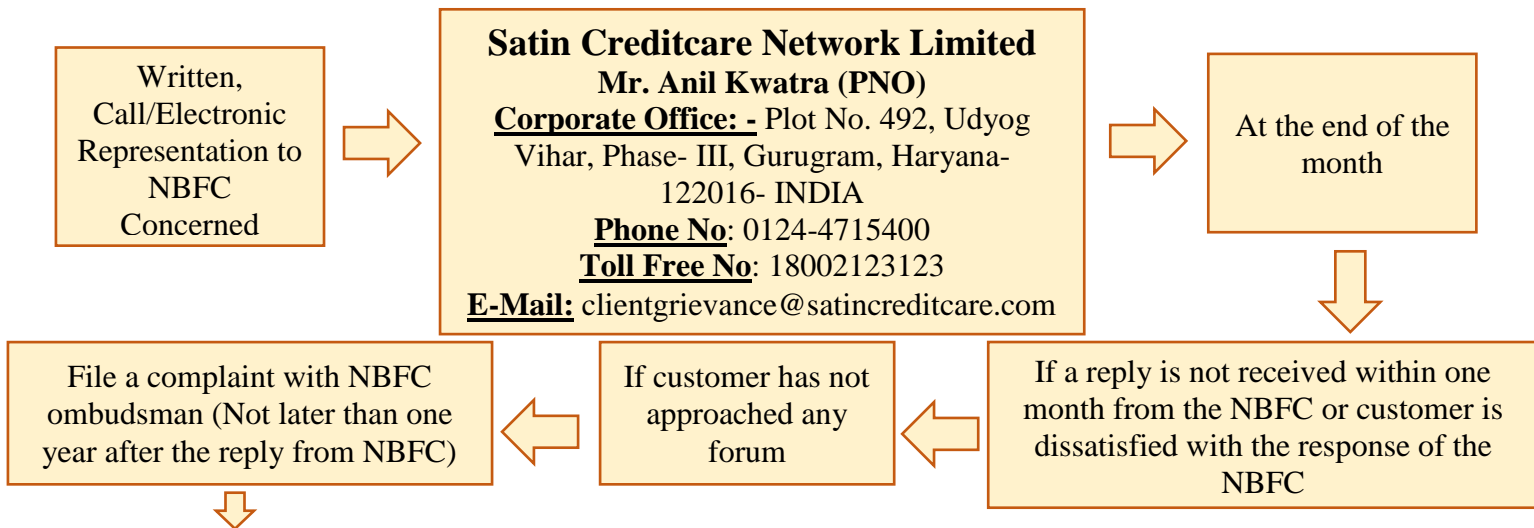 Written,
Call/Electronic
Representation to
NBFC
Concerned
Satin Creditcare Network Limited
Mr. Anil Kwatra (PNO)
Corporate Office: - Plot No. 492, Udyog
Vihar, Phase- III, Gurugram, Haryana-
122016- INDIA
Phone No: 0124-4715400
Toll Free No: 18002123123
E-Mail: clientgrievance@satincreditcare.com
At the end of the
month
If a reply is not received within one
month from the NBFC or customer is
dissatisfied with the response of the
NBFC
If customer has not
approached any
forum
File a complaint with NBFC
ombudsman (Not later than one
year after the reply from NBFC)